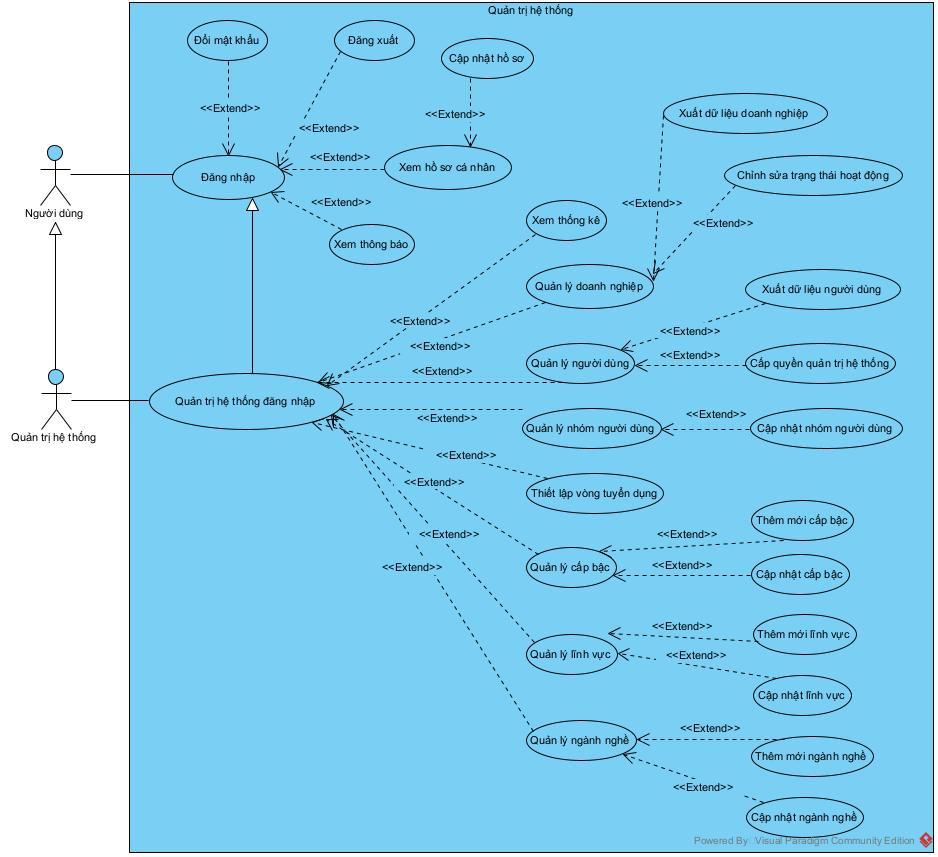 Quản trị hệ thống
Đổi mật khẩu
Đăng xuất
Cập nhật hồ sơ
<<Extend>>
<<Extend>>
<<Extend>>
Xuất dữ liệu doanh nghiệp
<<Extend>>
Xem hồ sơ cá nhân
Đăng nhập
Chỉnh sửa trạng thái hoạt động
Người dùng
<<Extend>>
<<Extend>>
Xem thống kê
<<Extend>>
Xem thông báo
Quản lý doanh nghiệp
Xuất dữ liệu người dùng
<<Extend>>
<<Extend>>
<<Extend>>
<<Extend>>
Quản lý người dùng
Cấp quyền quản trị hệ thống
<<Extend>>
Quản trị hệ thống đăng nhập
<<Extend>>
<<Extend>>
Quản lý nhóm người dùng
Cập nhật nhóm người dùng
Quản trị hệ thống
<<Extend>>
<<Extend>>
Thiết lập vòng tuyển dụng
Thêm mới cấp bậc
<<Extend>>
<<Extend>>
<<Extend>>
<<Extend>>
Quản lý cấp bậc
Cập nhật cấp bậc
<<Extend>>
Thêm mới lĩnh vực
Quản lý lĩnh vực
<<Extend>>
Cập nhật lĩnh vực
<<Extend>>
Quản lý ngành nghề
Thêm mới ngành nghề
<<Extend>>
Cập nhật ngành nghề
Powered By Visual Paradigm Community Edition